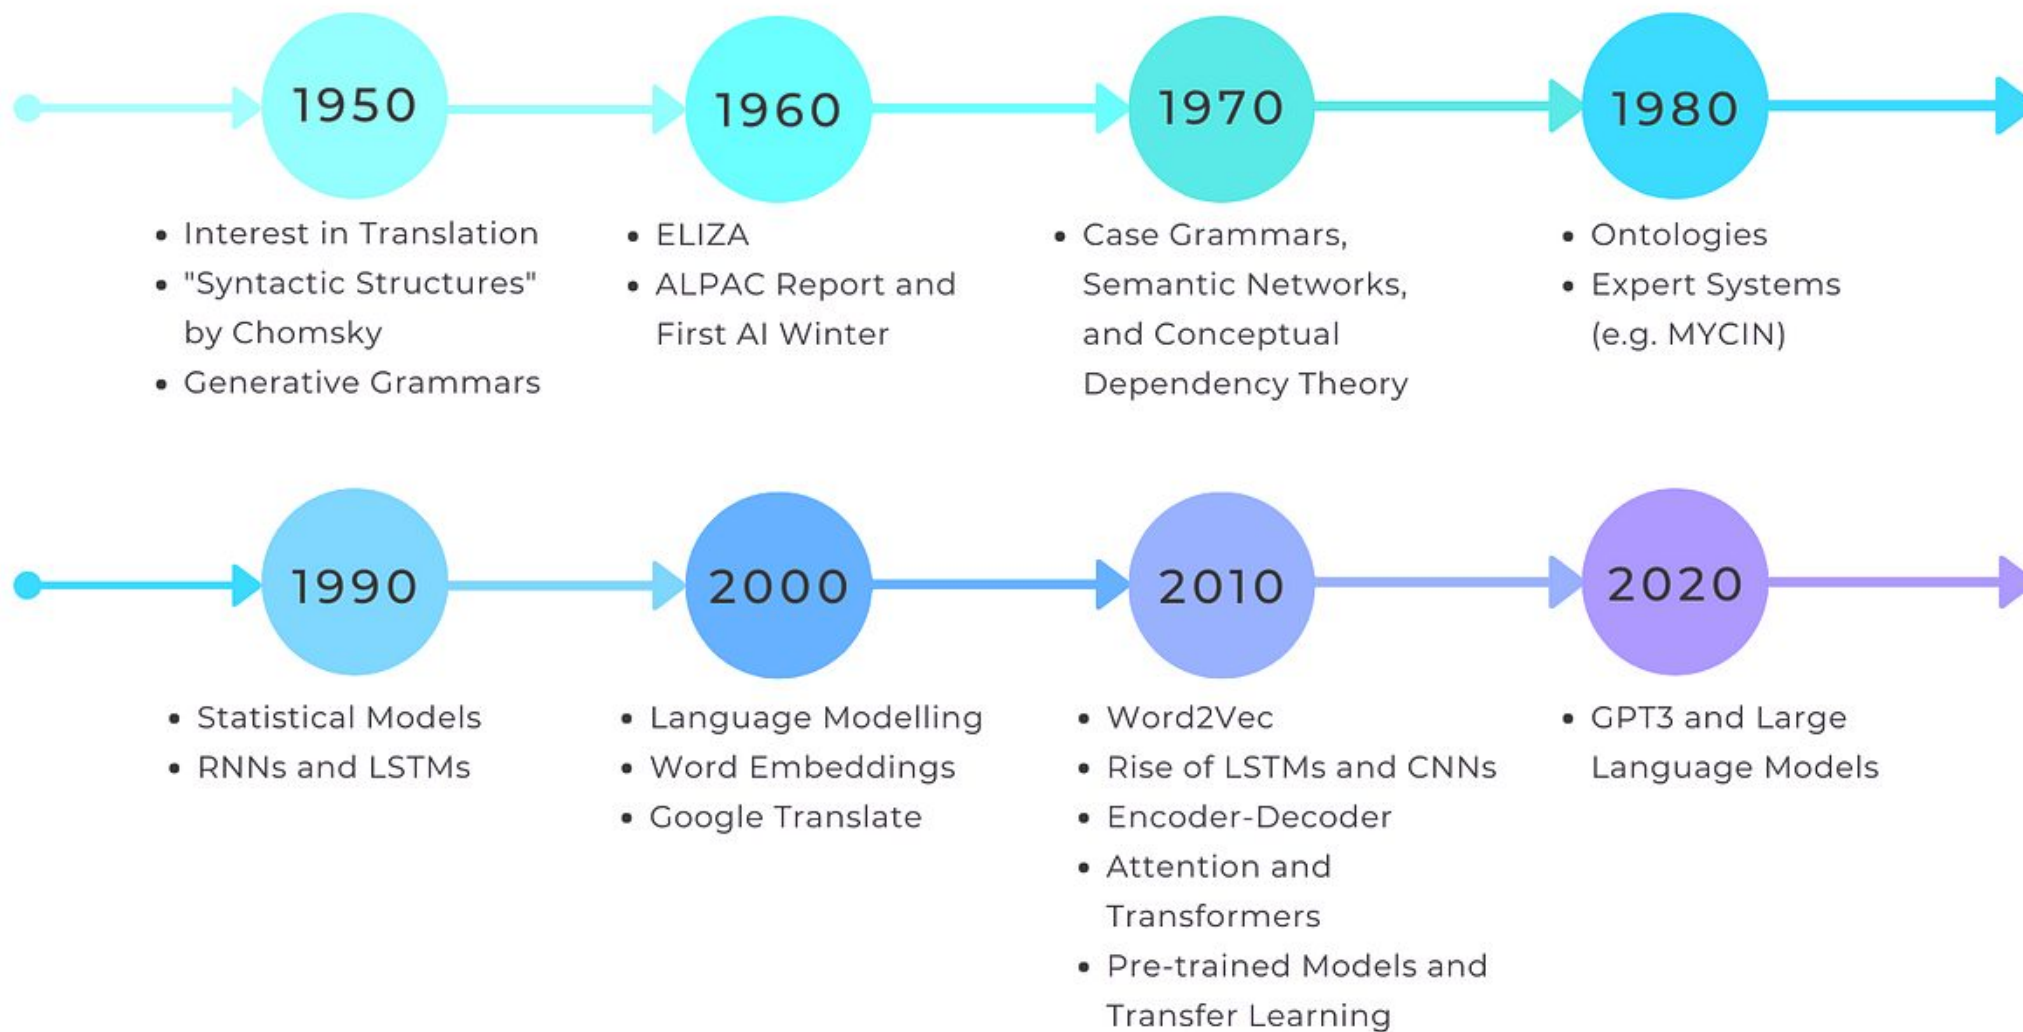 1950
1960
1970
1980
• Interest in Translation
• "Syntactic Structures"
by Chomsky
• Generative Grammars
• ELIZA
• ALPAC Report and
First AI Winter
• Case Grammars,
Semantic Networks,
and Conceptual
Dependency Theory
• Ontologies
• Expert Systems
(e.g. MYCIN)
1990
2000
2010
2020
• Statistical Models
• RNNs and LSTMs
• Language Modelling
• Word Embeddings
• Google Translate
• Word2Vec
• Rise of LSTMs and CNNs
• Encoder-Decoder
• Attention and
Transformers
• Pre-trained Models and
Transfer Learning
• GPT3 and Large
Language Models